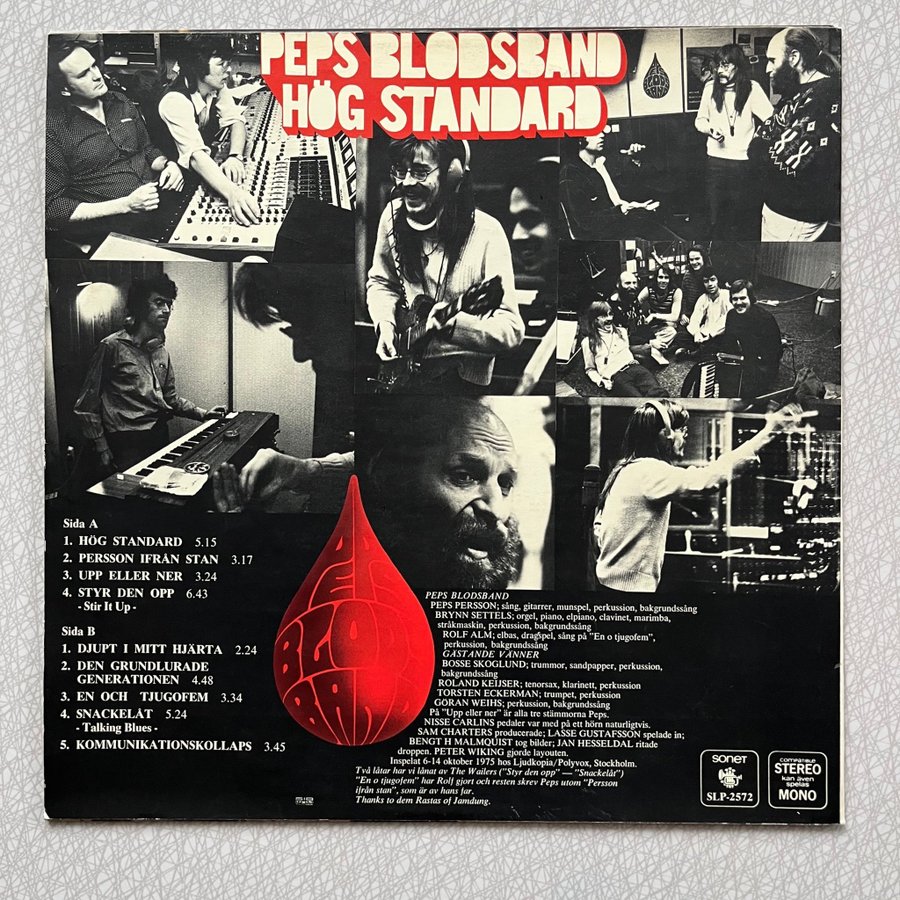 PEPS BLODSBAND
HÖG STANDARD
Sida A
1. HÖG STANDARD 5.15
2. PERSSON IFRÅN STAN 3.17
3. UPP ELLER NER 3.24
4. STYR DEN OPP 6.43
- Stir It Up -
Sida B
1. DJUPT I MITT HJÄRTA 2.24
2. DEN GRUNDLURADE
GENERATIONEN 4.48
3. EN OCH TJUGOFEM 3.34
4. SNACKELÅT 5.24
- Talking Blues -
5. KOMMUNIKATIONSKOLLAPS 3.45
PEPS
BLODS
BAND
PEPS BLODSBAND
PEPS PERSSON; sång, gitarrer, munspel, perkussion, bakgrundssång
BRYNN SETTELS; orgel, piano, elpiano, clavinet, marimba,
stråkmaskin, perkussion, bakgrundssång
ROLF ALM; elbas, dragspel, sång på "En o tjugofem",
perkussion, bakgrundssång
GÄSTANDE VÄNNER
BOSSE SKOGLUND; trummor, sandpapper, perkussion,
bakgrundssång
ROLAND KEIJSER; tenorsax, klarinett, perkussion
TORSTEN ECKERMAN; trumpet, perkussion
GÖRAN WEIHS; perkussion, bakgrundssång
På "Upp eller ner" är alla tre stämmorna Peps.
NISSE CARLINS pedaler var med på ett hörn naturligtvis.
SAM CHARTERS producerade; LASSE GUSTAFSSON spelade in;
BENGT H MALMQUIST tog bilder; JAN HESSELDAL ritade
droppen. PETER WIKING gjorde layouten.
Inspelat 6-14 oktober 1975 hos Ljudkopia/Polyvox, Stockholm.
Två låtar har vi lånat av The Wailers ("Styr den opp" — "Snackelåt")
"En o tjugofem" har Rolf gjort och resten skrev Peps utom "Persson
ifrån stan", som är av hans far.
Thanks to dem Rastas of Jamdung.
sonet
SLP-2572
COMPATIBLE
STEREO
kan även
spelas
MONO